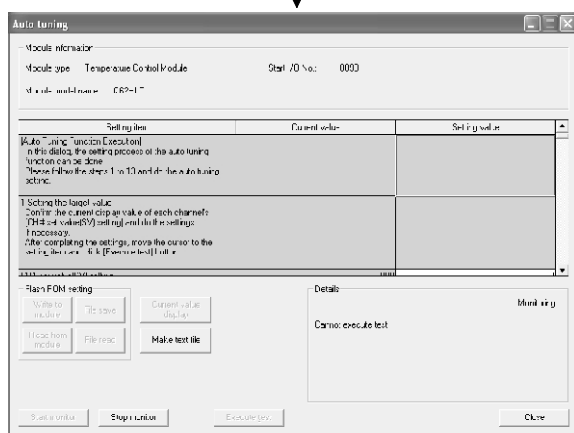 Auto tuning
Module information
Module type Temperature Control Module Start I/O No.: 0090
Module model name
Setting item Current value Setting value
[Auto Tuning Function Execution]
In this dialog, the setting process of the auto tuning
function can be done
Please follow the steps 1 to 10 and do the auto tuning
setting.
1 Setting the target value
Confirm the current display value of each channel's
[CH# set value(SV) setting] and do the settings
if necessary.
After completing the settings, move the cursor to the
setting item and click [Execute test] button
Flash ROM setting
Write to
module
File save
Current value
display
Read from
module
File read
Make text file
Details
Monitoring
Cannot execute test
Start monitor
Stop monitor
Execute test
Close